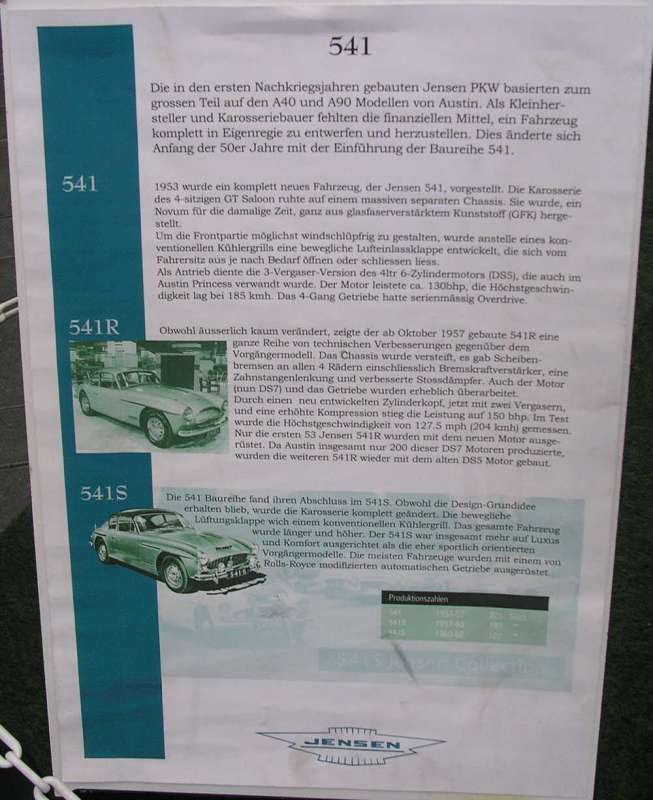 541
Die in den ersten Nachkriegsjahren gebauten Jensen PKW basierten zum
grossen Teil auf den A40 und A90 Modellen von Austin. Als Kleinher-
steller und Karosseriebauer fehlten die finanziellen Mittel, ein Fahrzeug
komplett in Eigenregie zu entwerfen und herzustellen. Dies änderte sich
Anfang der 50er Jahre mit der Einführung der Baureihe 541.
541
1953 wurde ein komplett neues Fahrzeug, der Jensen 541, vorgestellt. Die Karosserie
des 4-sitzigen GT Saloon ruhte auf einem massiven separaten Chassis. Sie wurde, ein
Novum für die damalige Zeit, ganz aus glasfaserverstärktem Kunststoff (GFK) herge-
stellt.
Um die Frontpartie möglichst windschlüpfrig zu gestalten, wurde anstelle eines kon-
ventionellen Kühlergrills eine bewegliche Lufteinlassklappe entwickelt, die sich vom
Fahrersitz aus je nach Bedarf öffnen oder schliessen liess.
Als Antrieb diente die 3-Vergaser-Version des 4ltr 6-Zylindermotors (DS5), die auch im
Austin Princess verwandt wurde. Der Motor leistete ca. 130bhp, die Höchstgeschwin-
digkeit lag bei 185 kmh. Das 4-Gang Getriebe hatte serienmässig Overdrive.
541R
Obwohl äusserlich kaum verändert, zeigte der ab Oktober 1957 gebaute 541R eine
ganze Reihe von technischen Verbesserungen gegenüber dem
Vorgängermodell. Das Chassis wurde versteift, es gab Scheiben-
bremsen an allen 4 Rädern einschliesslich Bremskraftverstärker, eine
Zahnstangenlenkung und verbesserte Stossdämpfer. Auch der Motor
(nun DS7) und das Getriebe wurden erheblich überarbeitet.
Durch einen neu entwickelten Zylinderkopf, jetzt mit zwei Vergasern,
und eine erhöhte Kompression stieg die Leistung auf 150 bhp. Im Test
wurde die Höchstgeschwindigkeit von 127.5 mph (204 kmh) gemessen.
Nur die ersten 53 Jensen 541R wurden mit dem neuen Motor ausge-
rüstet. Da Austin insgesamt nur 200 dieser DS7 Motoren produzierte,
wurden die weiteren 541R wieder mit dem alten DS5 Motor gebaut.
541S
Die 541 Baureihe fand ihren Abschluss im 541S. Obwohl die Design-Grundidee
erhalten blieb, wurde die Karosserie komplett geändert. Die bewegliche
Lüftungsklappe wich einem konventionellen Kühlergrill. Das gesamte Fahrzeug
wurde länger und höher. Der 541S war insgesamt mehr auf Luxus
und Komfort ausgerichtet als die eher sportlich orientierten
Vorgängermodelle. Die meisten Fahrzeuge wurden mit einem von
Rolls-Royce modifizierten automatischen Getriebe ausgerüstet.
Produktionszahlen
541
541R
541S
541S Jensen Collection
JENSEN